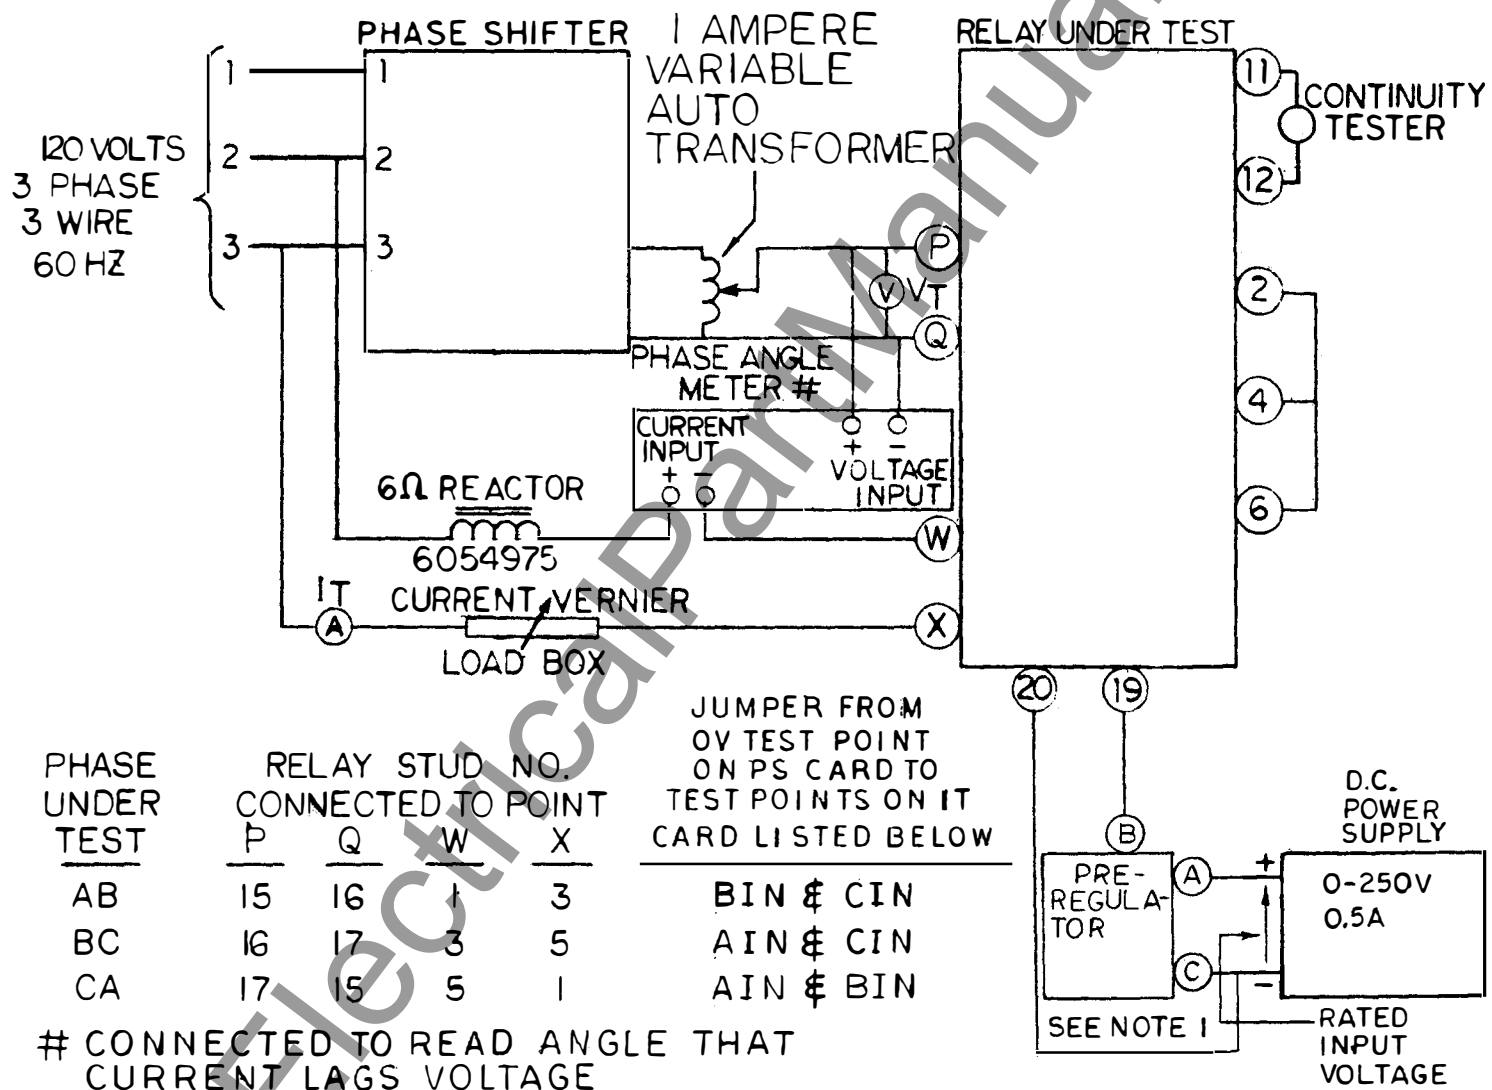 PHASE SHIFTER
1 AMPERE
VARIABLE
AUTO
TRANSFORMER
RELAY UNDER TEST
1
2
3
1
2
3
120 VOLTS
3 PHASE
3 WIRE
60 HZ
P
Q
V VT
11
12
CONTINUITY
TESTER
2
4
6
PHASE ANGLE
METER #
CURRENT
INPUT
+ -
+ -
VOLTAGE
INPUT
6Ω REACTOR
6054975
W
IT
A
CURRENT VERNIER
LOAD BOX
X
20 19
PHASE
UNDER
TEST
RELAY STUD NO.
CONNECTED TO POINT
P Q W X
JUMPER FROM
OV TEST POINT
ON PS CARD TO
TEST POINTS ON IT
CARD LISTED BELOW
AB 15 16 1 3 BIN & CIN
BC 16 17 3 5 AIN & CIN
CA 17 15 5 1 AIN & BIN
# CONNECTED TO READ ANGLE THAT
CURRENT LAGS VOLTAGE
B
PRE-
REGULA-
TOR
A
C
+
-
D.C.
POWER
SUPPLY
0-250V
0.5A
SEE NOTE 1
RATED
INPUT
VOLTAGE
ElectricalPartManua